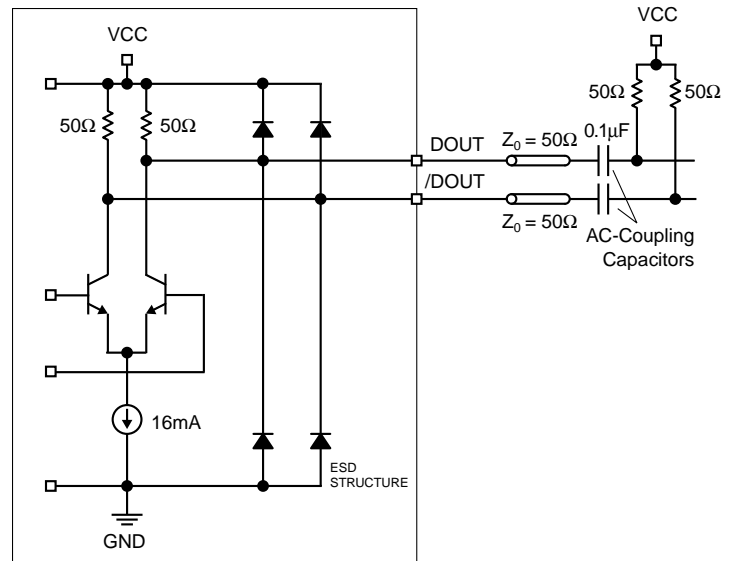 VCC
VCC
50Ω
50Ω
50Ω
50Ω
DOUT
Z₀ = 50Ω
0.1µF
/DOUT
Z₀ = 50Ω
AC-Coupling
Capacitors
16mA
ESD
STRUCTURE
GND